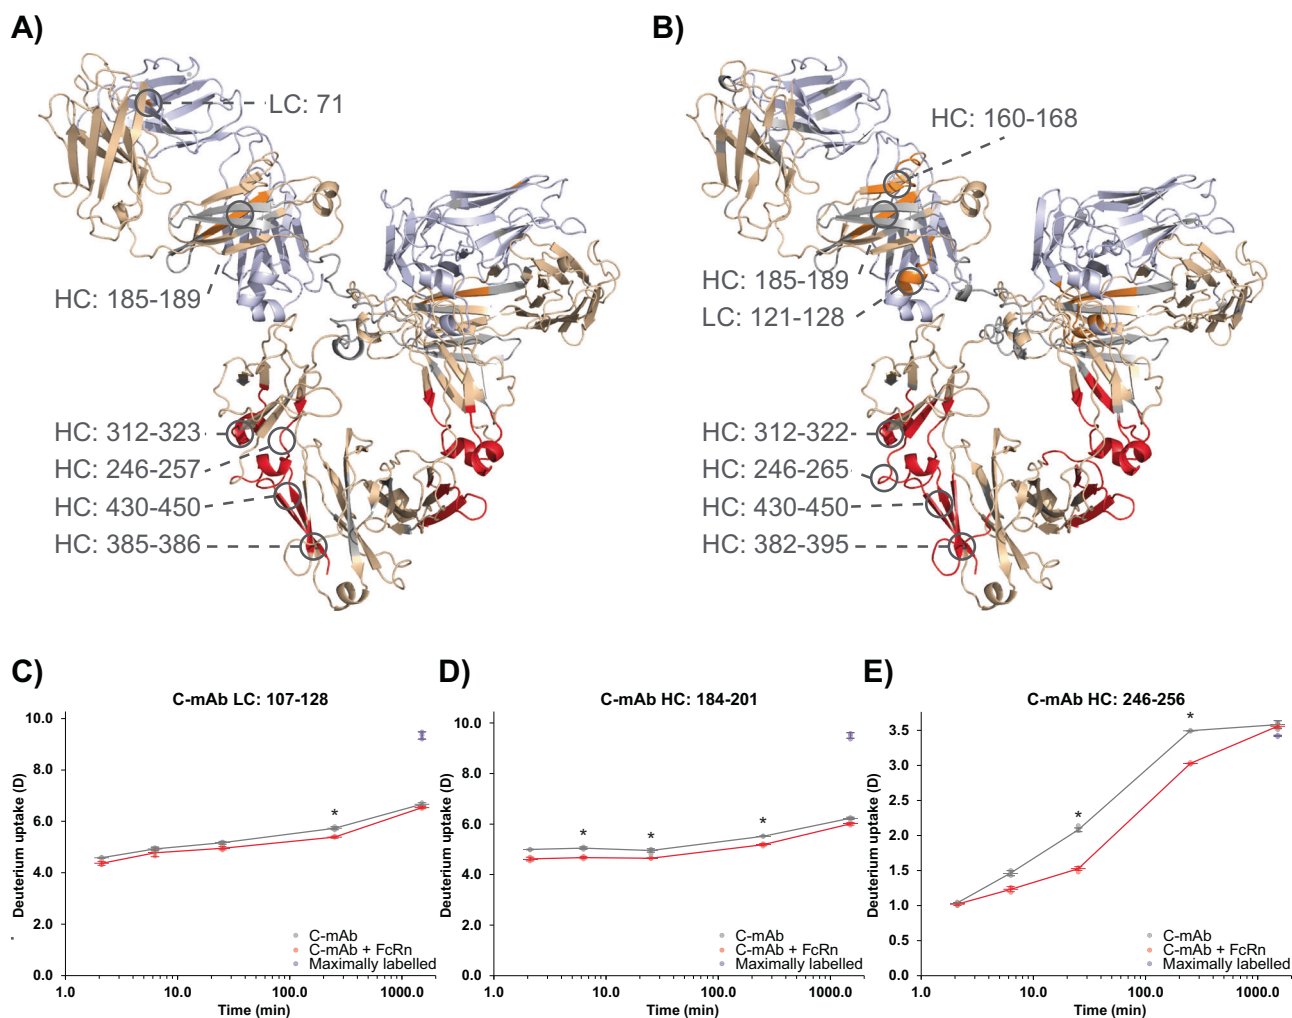 A)
B)
LC: 71
HC: 160-168
HC: 185-189
HC: 185-189
LC: 121-128
HC: 312-323
HC: 246-257
HC: 430-450
HC: 385-386
HC: 312-322
HC: 246-265
HC: 430-450
HC: 382-395
C)
D)
E)
C-mAb LC: 107-128
Deuterium uptake (D)
10.0
8.0
6.0
4.0
2.0
0.0
*
C-mAb
C-mAb + FcRn
Maximally labelled
1.0 10.0 100.0 1000.0
Time (min)
C-mAb HC: 184-201
Deuterium uptake (D)
10.0
8.0
6.0
4.0
2.0
0.0
* * *
C-mAb
C-mAb + FcRn
Maximally labelled
1.0 10.0 100.0 1000.0
Time (min)
C-mAb HC: 246-256
Deuterium uptake (D)
3.5
3.0
2.5
2.0
1.5
1.0
0.5
0.0
* *
C-mAb
C-mAb + FcRn
Maximally labelled
1.0 10.0 100.0 1000.0
Time (min)